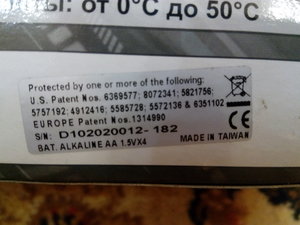 ы: от 0°C до 50°C
Protected by one or more of the following:
U.S. Patent Nos. 6369577; 8072341; 5821756;
5757192; 4912416; 5585728; 5572136 & 6351102
EUROPE Patent Nos.1314990
S/N: D102020012-182
CE
BAT. ALKALINE AA 1.5VX4 MADE IN TAIWAN